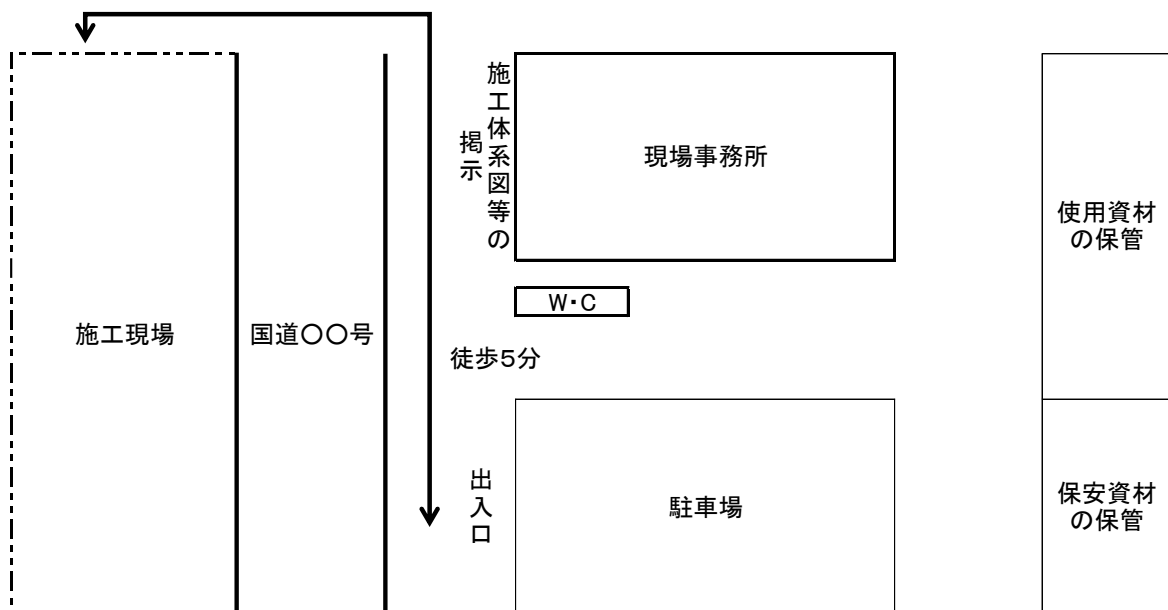 施工体系図等の
掲示
現場事務所
使用資材
の保管
W・C
施工現場
国道〇〇号
徒歩5分
出入口
駐車場
保安資材
の保管